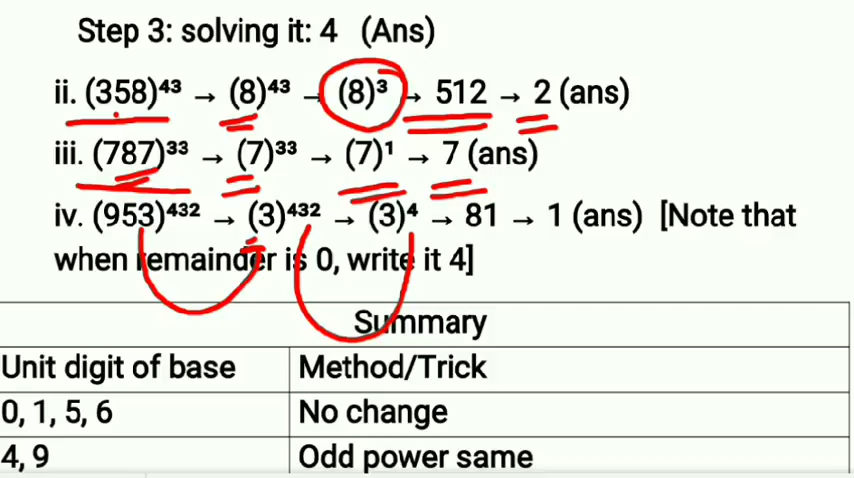 Step 3: solving it: 4 (Ans)
ii. (358)⁴³ → (8)⁴³ → (8)³ → 512 → 2 (ans)
iii. (787)³³ → (7)³³ → (7)¹ → 7 (ans)
iv. (953)⁴³² → (3)⁴³² → (3)⁴ → 81 → 1 (ans) [Note that
when remainder is 0, write it 4]
Summary
Unit digit of base Method/Trick
0, 1, 5, 6 No change
4, 9 Odd power same